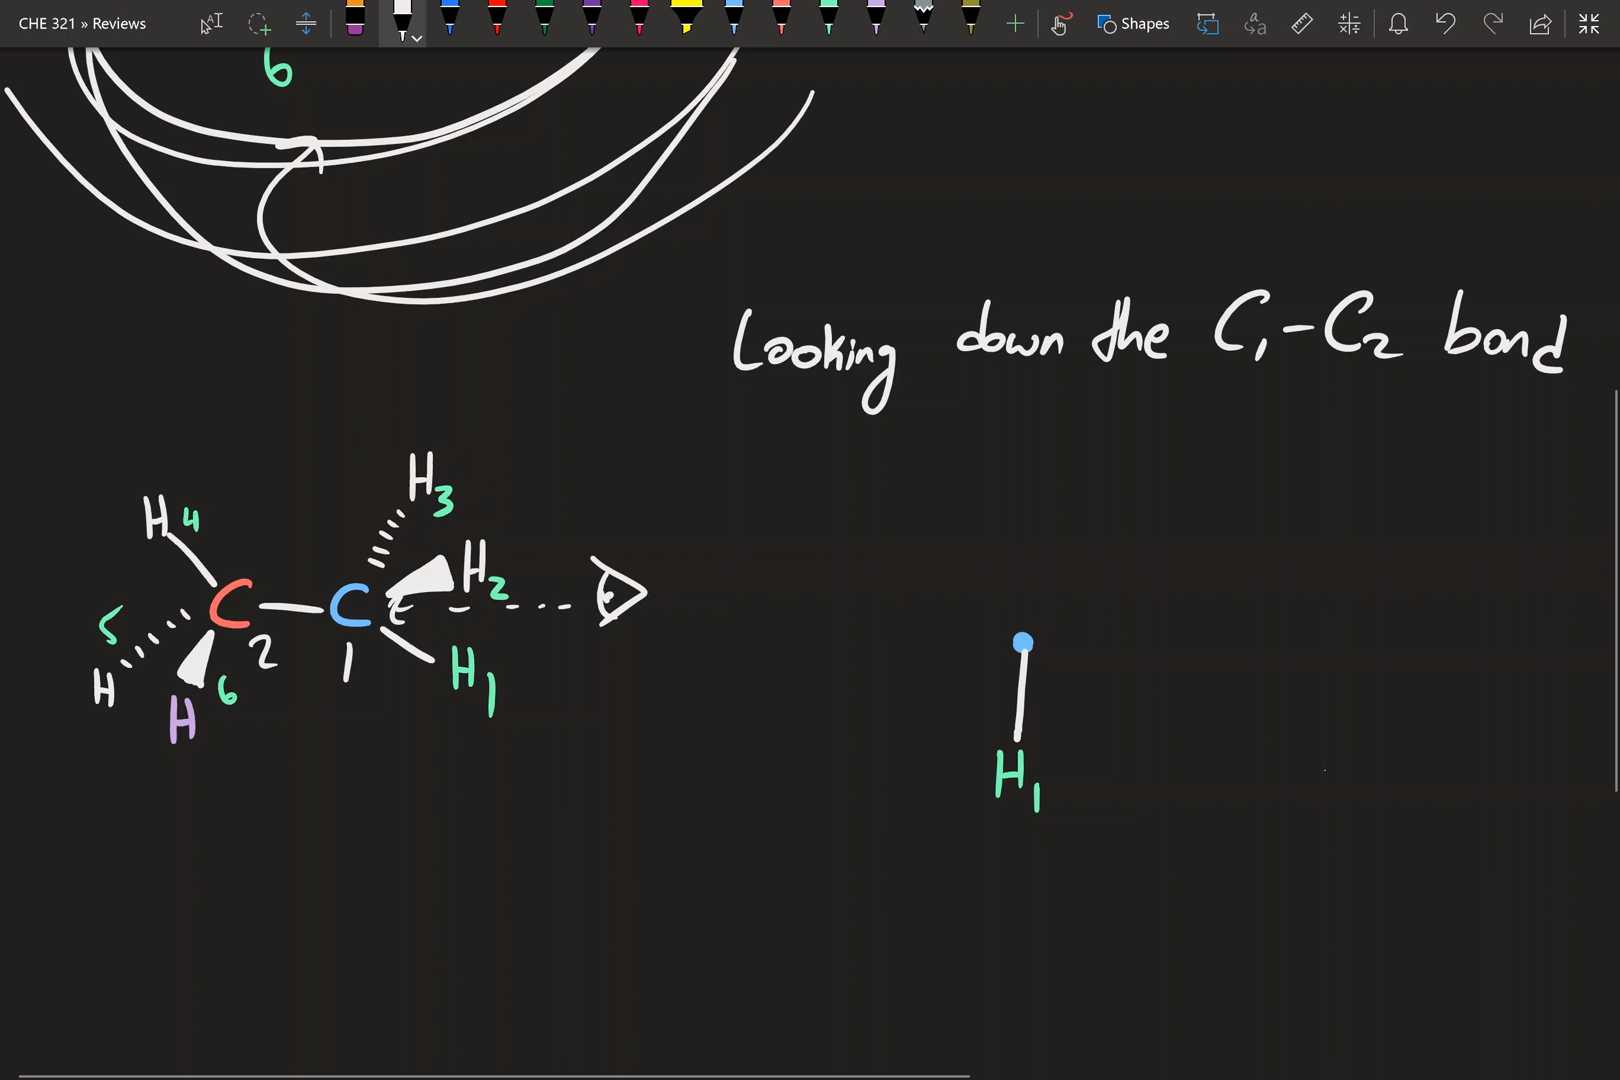 CHE 321 » Reviews
Shapes
6
Looking down the C1-C2 bond
H3
H4
H2
C C
5
2 1
H1
H 6
H
H1